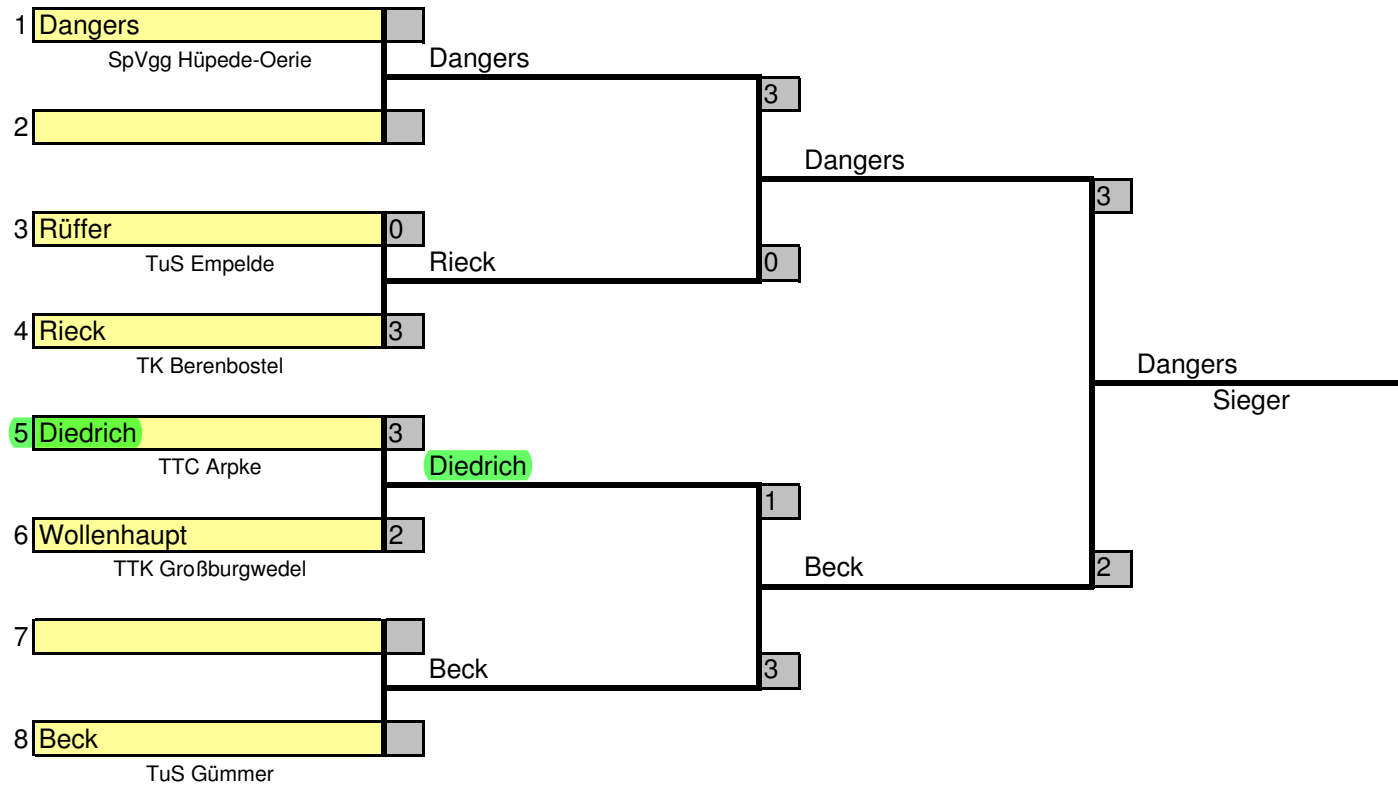 1 Dangers
SpVgg Hüpede-Oerie
Dangers
3
2
Dangers
3
3 Rüffer 0
TuS Empelde
Rieck
0
4 Rieck 3
TK Berenbostel
Dangers
Sieger
5 Diedrich 3
TTC Arpke
Diedrich
1
6 Wollenhaupt 2
TTK Großburgwedel
Beck
2
7
Beck
3
8 Beck
TuS Gümmer